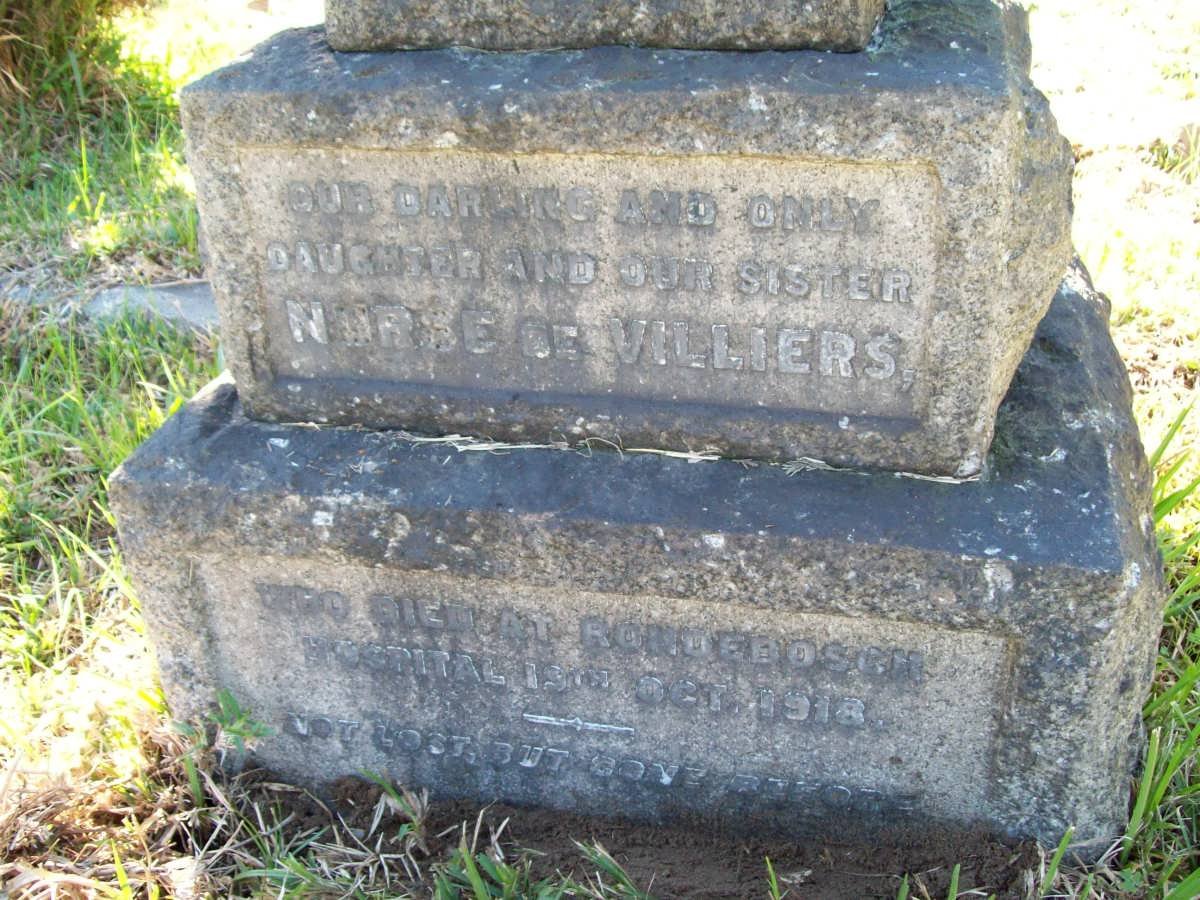 OUR DARLING AND ONLY
DAUGHTER AND OUR SISTER
NURSE DE VILLIERS,
WHO DIED AT RONDEBOSCH
HOSPITAL 19TH OCT. 1918.
NOT LOST, BUT GONE BEFORE